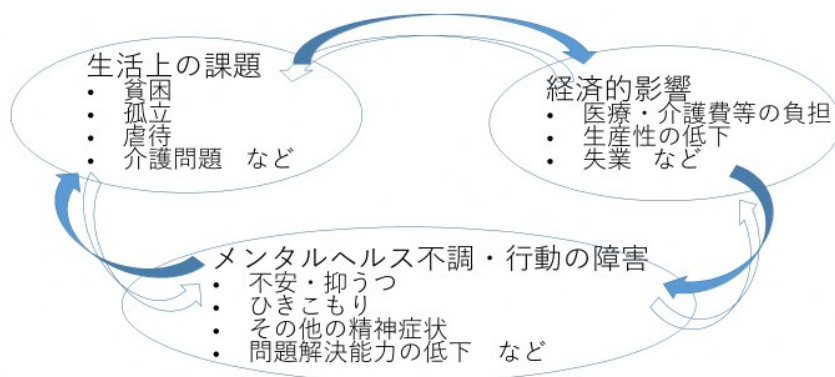 生活上の課題
• 貧困
• 孤立
• 虐待
• 介護問題　など
経済的影響
• 医療・介護費等の負担
• 生産性の低下
• 失業　など
メンタルヘルス不調・行動の障害
• 不安・抑うつ
• ひきこもり
• その他の精神症状
• 問題解決能力の低下　など